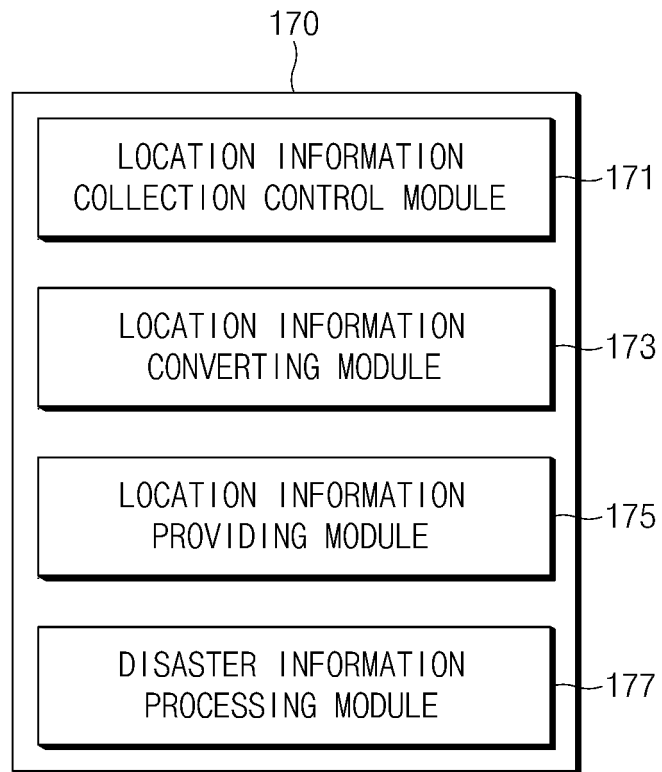 170
LOCATION INFORMATION
COLLECTION CONTROL MODULE
171
LOCATION INFORMATION
CONVERTING MODULE
173
LOCATION INFORMATION
PROVIDING MODULE
175
DISASTER INFORMATION
PROCESSING MODULE
177